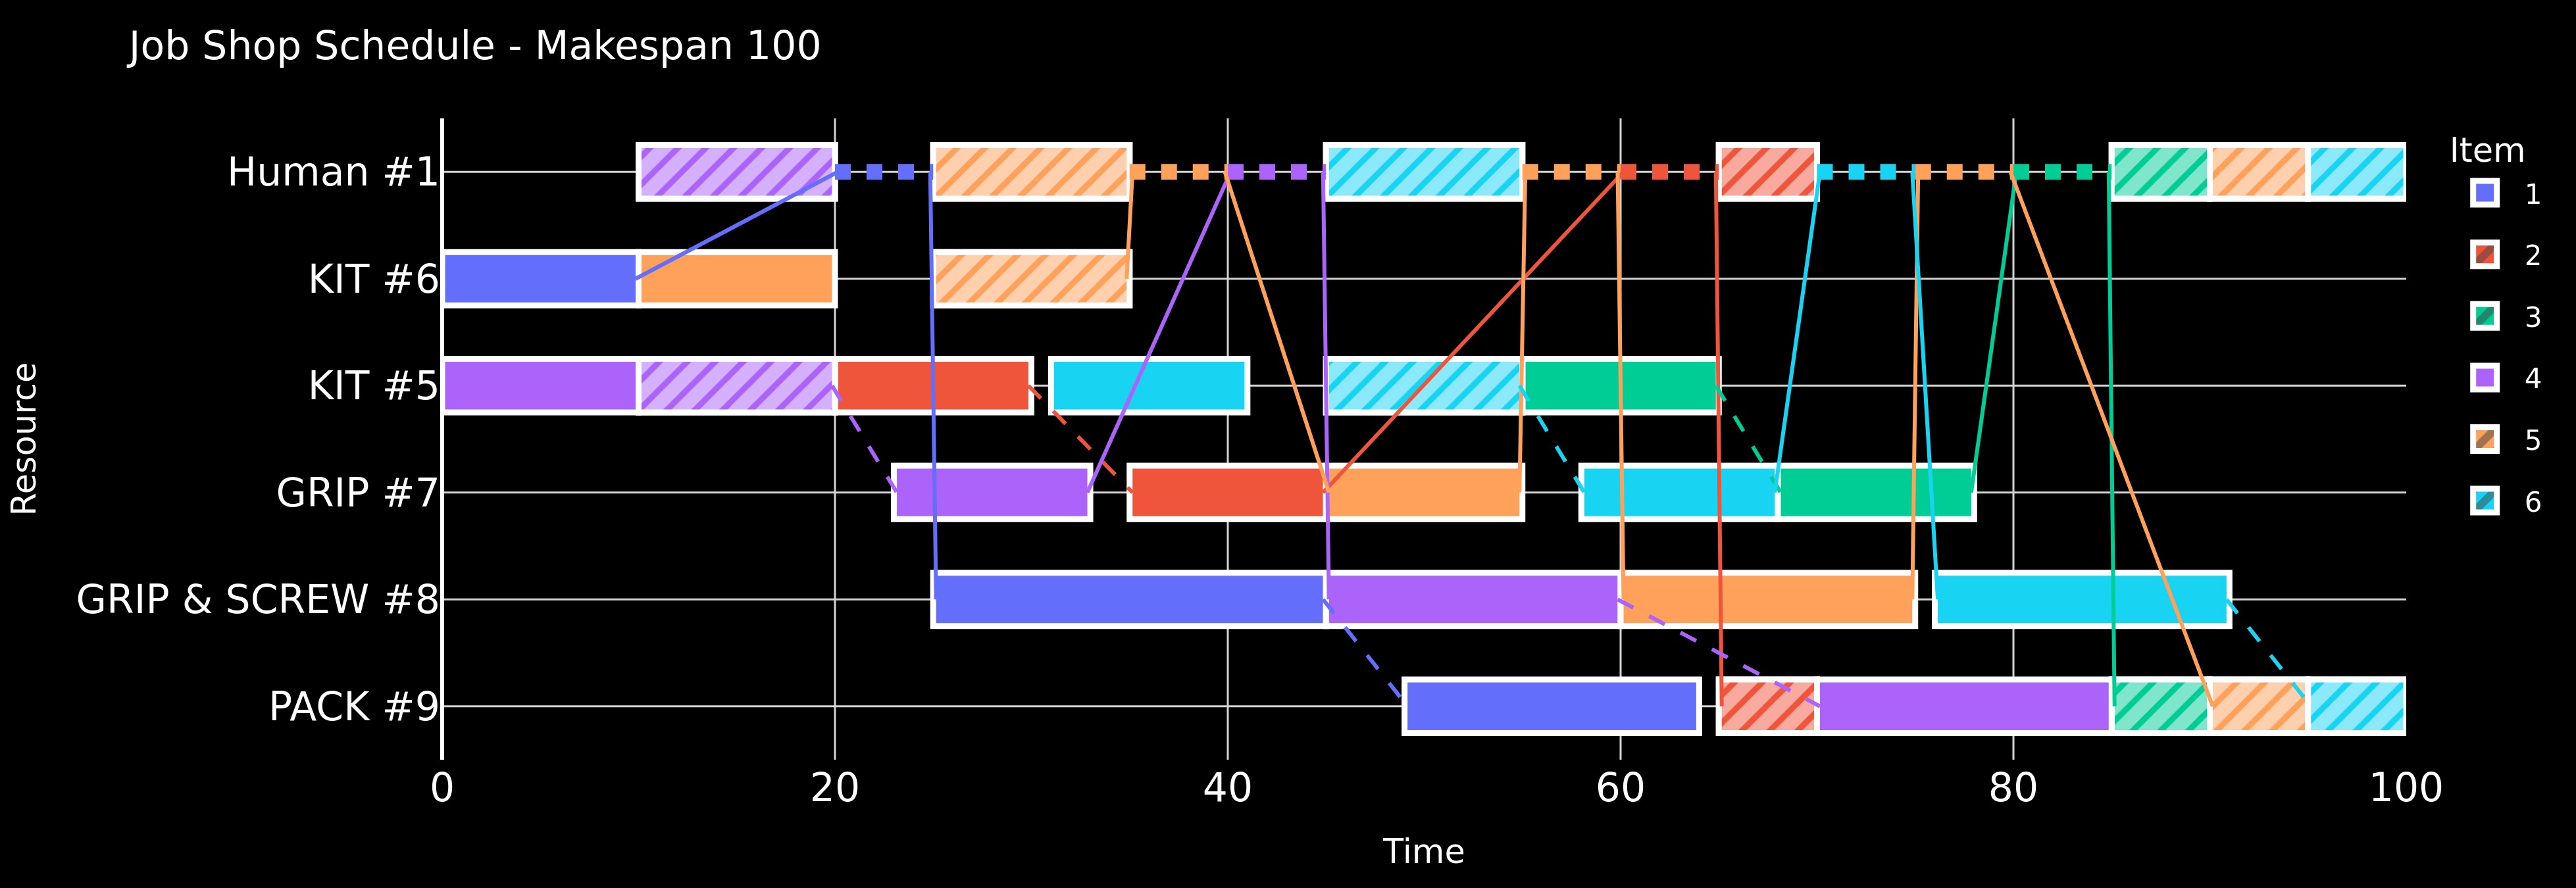 Job Shop Schedule - Makespan 100
Human #1
KIT #6
KIT #5
GRIP #7
GRIP & SCREW #8
PACK #9
Resource
0 20 40 60 80 100
Time
Item
1
2
3
4
5
6